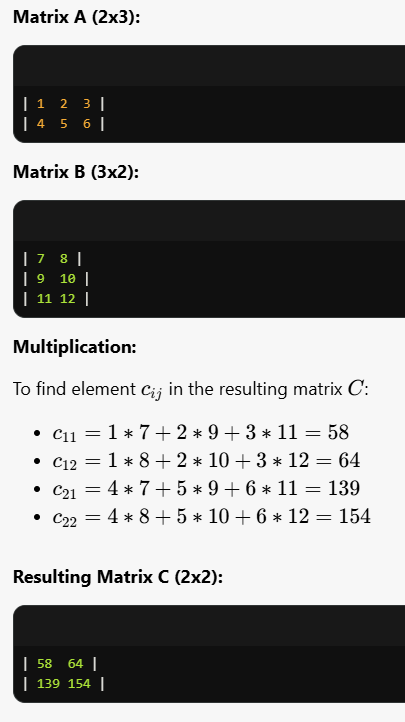 Matrix A (2x3):
| 1  2  3 |
| 4  5  6 |
Matrix B (3x2):
| 7  8 |
| 9  10 |
| 11 12 |
Multiplication:
To find element c_{ij} in the resulting matrix C:
• c_{11} = 1 * 7 + 2 * 9 + 3 * 11 = 58
• c_{12} = 1 * 8 + 2 * 10 + 3 * 12 = 64
• c_{21} = 4 * 7 + 5 * 9 + 6 * 11 = 139
• c_{22} = 4 * 8 + 5 * 10 + 6 * 12 = 154
Resulting Matrix C (2x2):
| 58  64 |
| 139 154 |